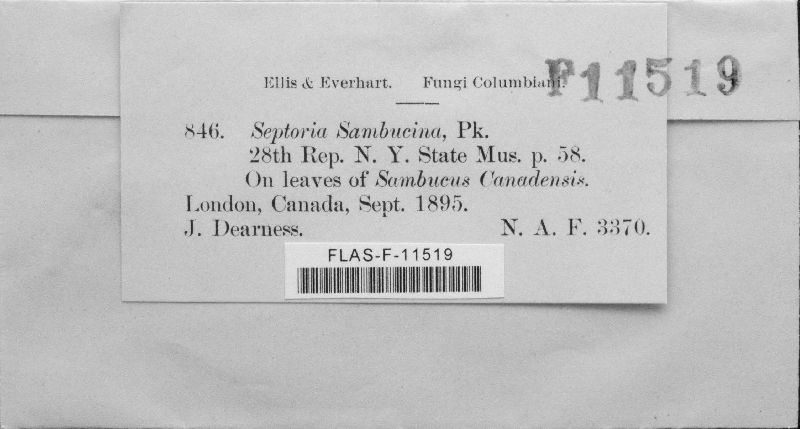 Ellis & Everhart. Fungi Columbiani.
F11519
846. Septoria Sambucina, Pk.
28th Rep. N. Y. State Mus. p. 58.
On leaves of Sambucus Canadensis.
London, Canada, Sept. 1895.
J. Dearness. N. A. F. 3370.
FLAS-F-11519